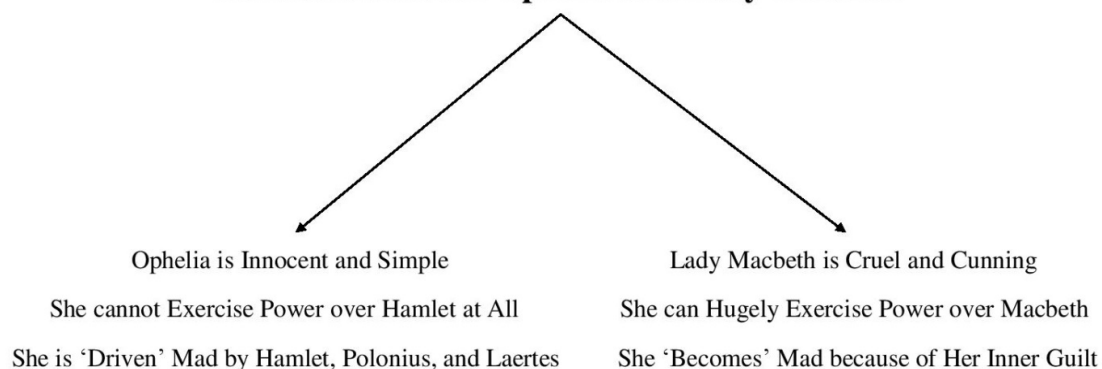 Ophelia is Innocent and Simple
She cannot Exercise Power over Hamlet at All
She is ‘Driven’ Mad by Hamlet, Polonius, and Laertes
Lady Macbeth is Cruel and Cunning
She can Hugely Exercise Power over Macbeth
She ‘Becomes’ Mad because of Her Inner Guilt